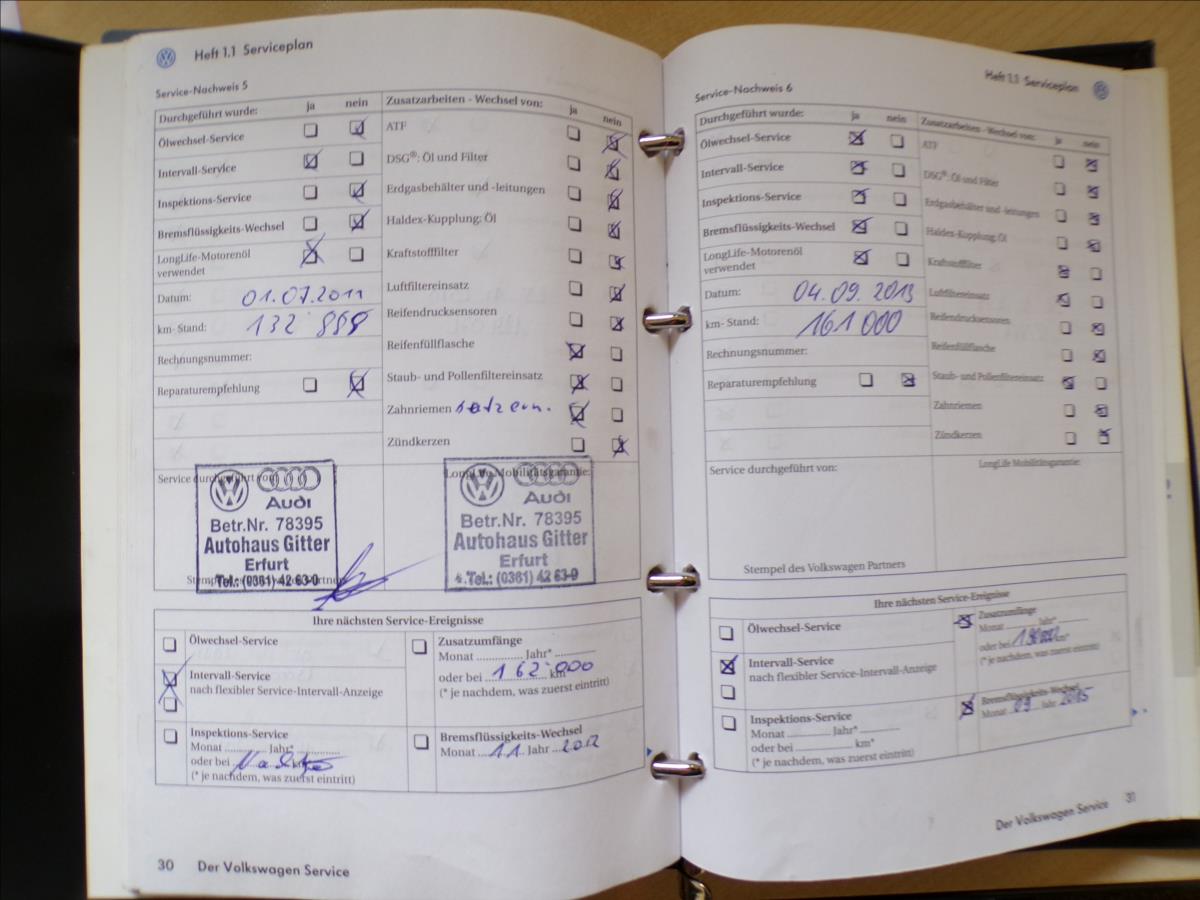 Heft 1.1 Serviceplan
Service-Nachweis 5
Durchgeführt wurde: ja nein
Ölwechsel-Service
Intervall-Service
Inspektions-Service
Bremsflüssigkeits-Wechsel
LongLife-Motorenöl
verwendet
Datum: 01.07.2011
km-Stand: 132 888
Rechnungsnummer:
Reparaturempfehlung
Zusatzarbeiten - Wechsel von: ja nein
ATF
DSG®: Öl und Filter
Erdgasbehälter und -leitungen
Haldex-Kupplung: Öl
Kraftstofffilter
Luftfiltereinsatz
Reifendrucksensoren
Reifenfüllflasche
Staub- und Pollenfiltereinsatz
Zahnriemen
Zündkerzen
Service durchgeführt von:
Audi
Betr.Nr. 78395
Autohaus Gitter
Erfurt
Tel.: (0361) 42 63-0
LongLife Mobilitätsgarantie:
Audi
Betr.Nr. 78395
Autohaus Gitter
Erfurt
Tel.: (0361) 42 63-0
Ihre nächsten Service-Ereignisse
Ölwechsel-Service
Intervall-Service
nach flexibler Service-Intervall-Anzeige
Inspektions-Service
Monat Jahr*
oder bei km*
(* je nachdem, was zuerst eintritt)
Zusatzumfänge
Monat Jahr*
oder bei 162 000 km*
(* je nachdem, was zuerst eintritt)
Bremsflüssigkeits-Wechsel
Monat 11 Jahr 2012
30 Der Volkswagen Service
Heft 1.1 Serviceplan
Service-Nachweis 6
Durchgeführt wurde: ja nein
Ölwechsel-Service
Intervall-Service
Inspektions-Service
Bremsflüssigkeits-Wechsel
LongLife-Motorenöl
verwendet
Datum: 04.09.2013
km-Stand: 161 000
Rechnungsnummer:
Reparaturempfehlung
Zusatzarbeiten - Wechsel von: ja nein
ATF
DSG®: Öl und Filter
Erdgasbehälter und -leitungen
Haldex-Kupplung: Öl
Kraftstofffilter
Luftfiltereinsatz
Reifendrucksensoren
Reifenfüllflasche
Staub- und Pollenfiltereinsatz
Zahnriemen
Zündkerzen
Service durchgeführt von:
LongLife Mobilitätsgarantie:
Stempel des Volkswagen Partners
Ihre nächsten Service-Ereignisse
Ölwechsel-Service
Intervall-Service
nach flexibler Service-Intervall-Anzeige
Inspektions-Service
Monat Jahr*
oder bei km*
(* je nachdem, was zuerst eintritt)
Zusatzumfänge
Monat Jahr*
oder bei km*
(* je nachdem, was zuerst eintritt)
Bremsflüssigkeits-Wechsel
Monat 09 Jahr 2015
Der Volkswagen Service 31